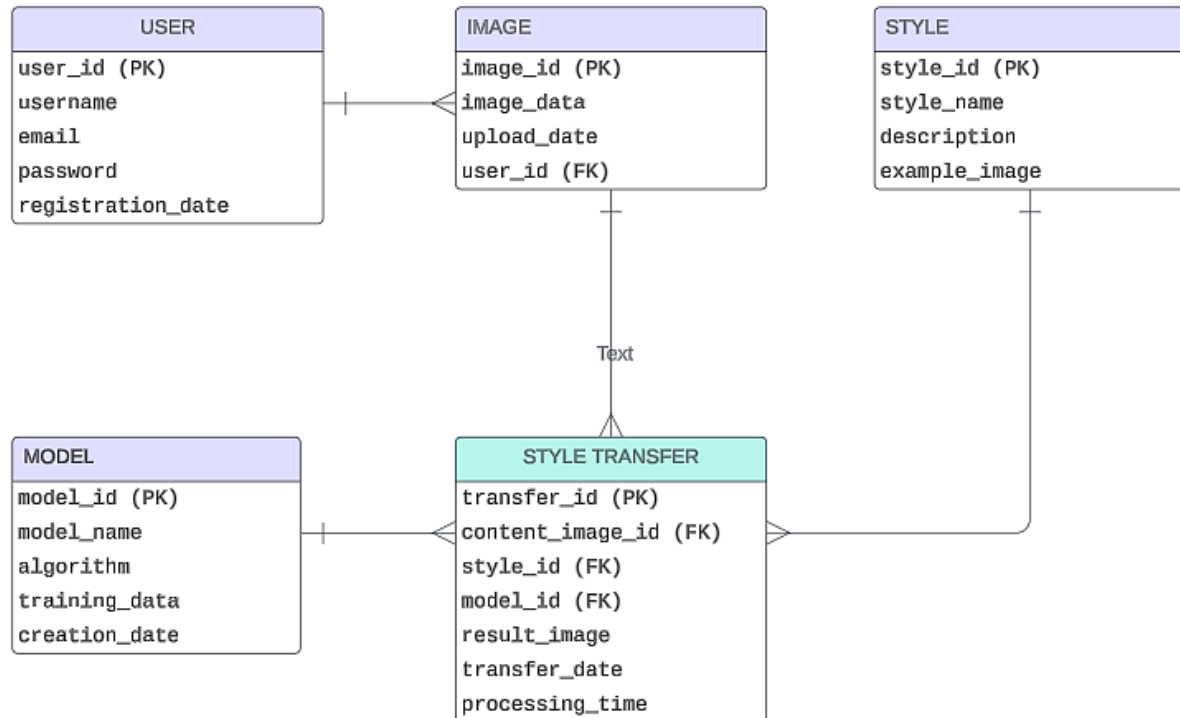 USER
user_id (PK)
username
email
password
registration_date
IMAGE
image_id (PK)
image_data
upload_date
user_id (FK)
STYLE
style_id (PK)
style_name
description
example_image
Text
MODEL
model_id (PK)
model_name
algorithm
training_data
creation_date
STYLE TRANSFER
transfer_id (PK)
content_image_id (FK)
style_id (FK)
model_id (FK)
result_image
transfer_date
processing_time